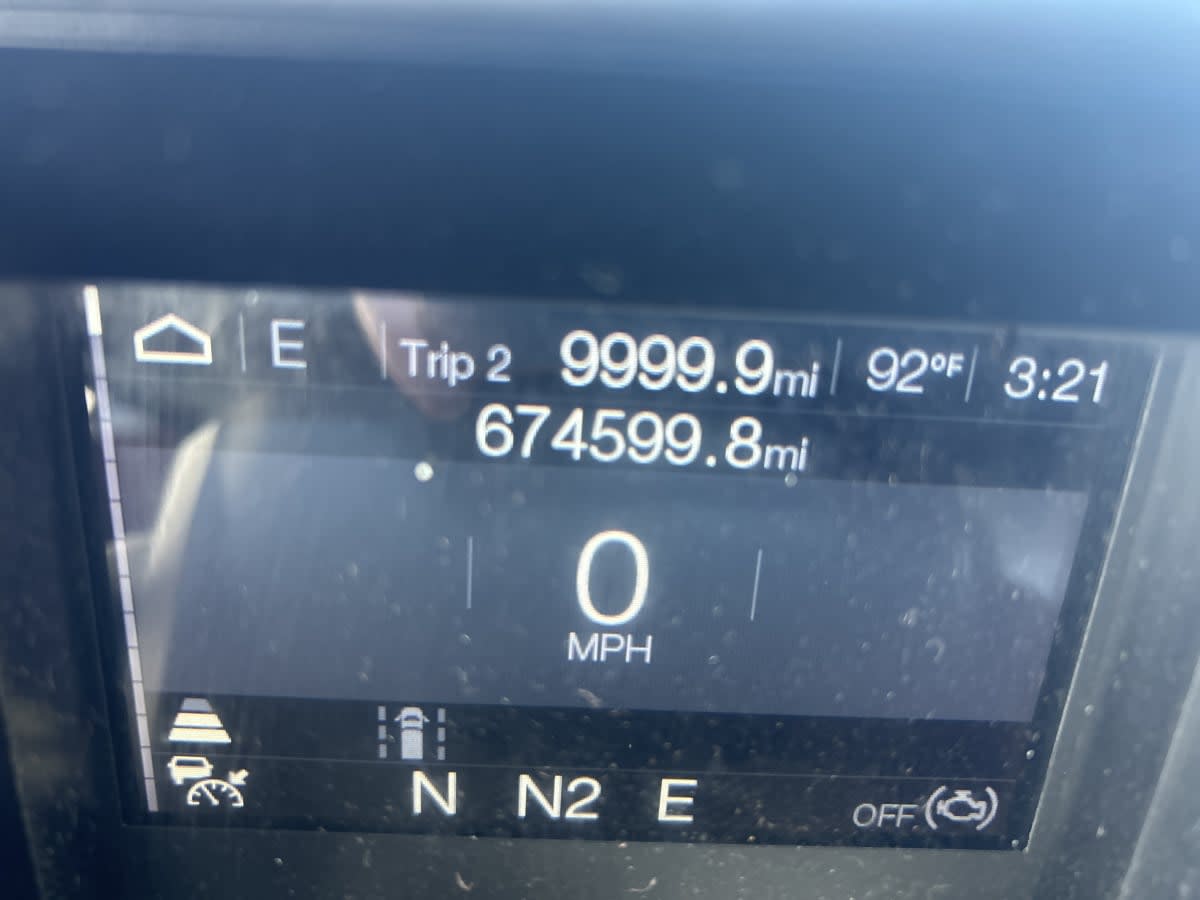 E Trip 2 9999.9mi 92°F 3:21
674599.8mi
0
MPH
N N2 E OFF